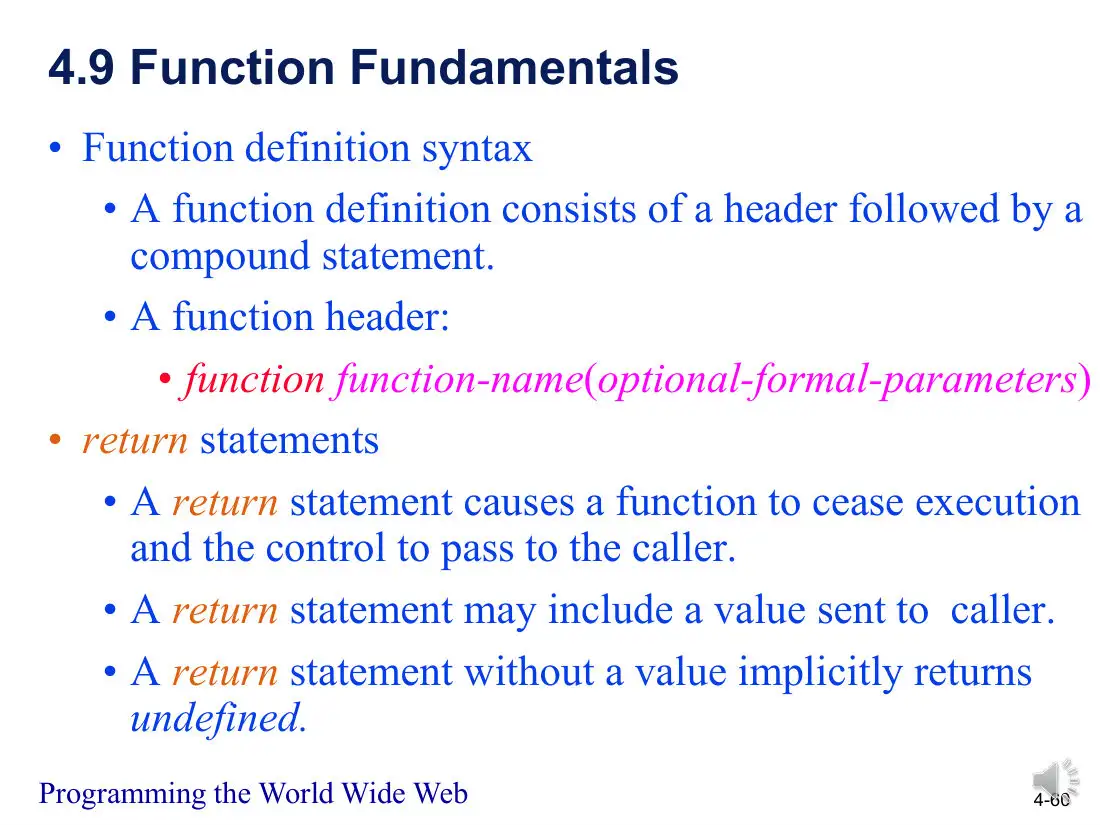 4.9 Function Fundamentals
• Function definition syntax
• A function definition consists of a header followed by a
compound statement.
• A function header:
• function function-name(optional-formal-parameters)
• return statements
• A return statement causes a function to cease execution
and the control to pass to the caller.
• A return statement may include a value sent to  caller.
• A return statement without a value implicitly returns
undefined.
Programming the World Wide Web
4-60